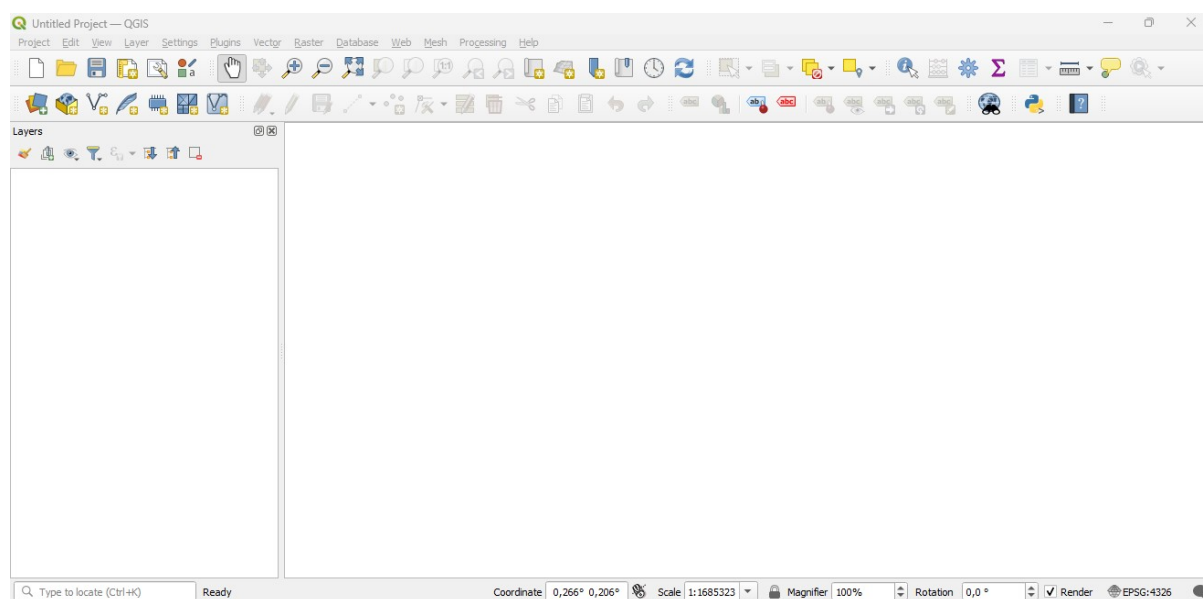 Untitled Project — QGIS
Project Edit View Layer Settings Plugins Vector Raster Database Web Mesh Processing Help
Layers
Type to locate (Ctrl+K) Ready Coordinate 0,266° 0,206° Scale 1:1685323 Magnifier 100% Rotation 0,0 ° Render EPSG:4326